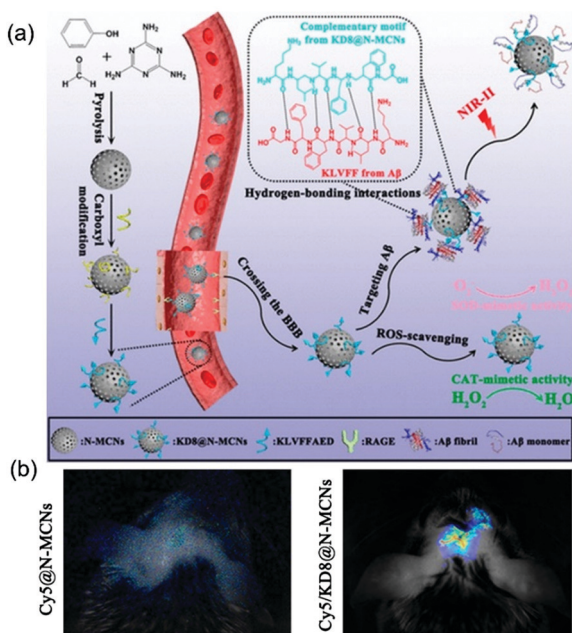 (a)
OH
+
O
H H
NH₂
N N
H₂N N NH₂
Pyrolysis
Carboxyl
modification
Complementary motif
from KD8@N-MCNs
KLVFF from Aβ
Hydrogen-bonding interactions
NIR-II
Crossing the BBB
Targeting Aβ
ROS-scavenging
CAT-mimetic activity
H₂O₂ H₂O
:N-MCNs :KD8@N-MCNs :KLVFFAED :RAGE :Aβ fibril :Aβ monomer
(b)
Cy5@N-MCNs
Cy5/KD8@N-MCNs